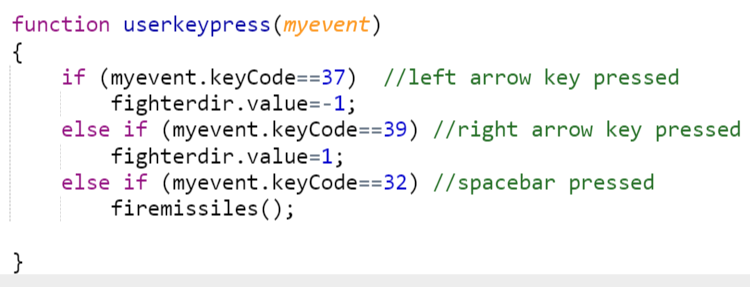 function userkeypress(myevent)
{
    if (myevent.keyCode==37)  //left arrow key pressed
        fighterdir.value=-1;
    else if (myevent.keyCode==39) //right arrow key pressed
        fighterdir.value=1;
    else if (myevent.keyCode==32) //spacebar pressed
        firemissiles();
}